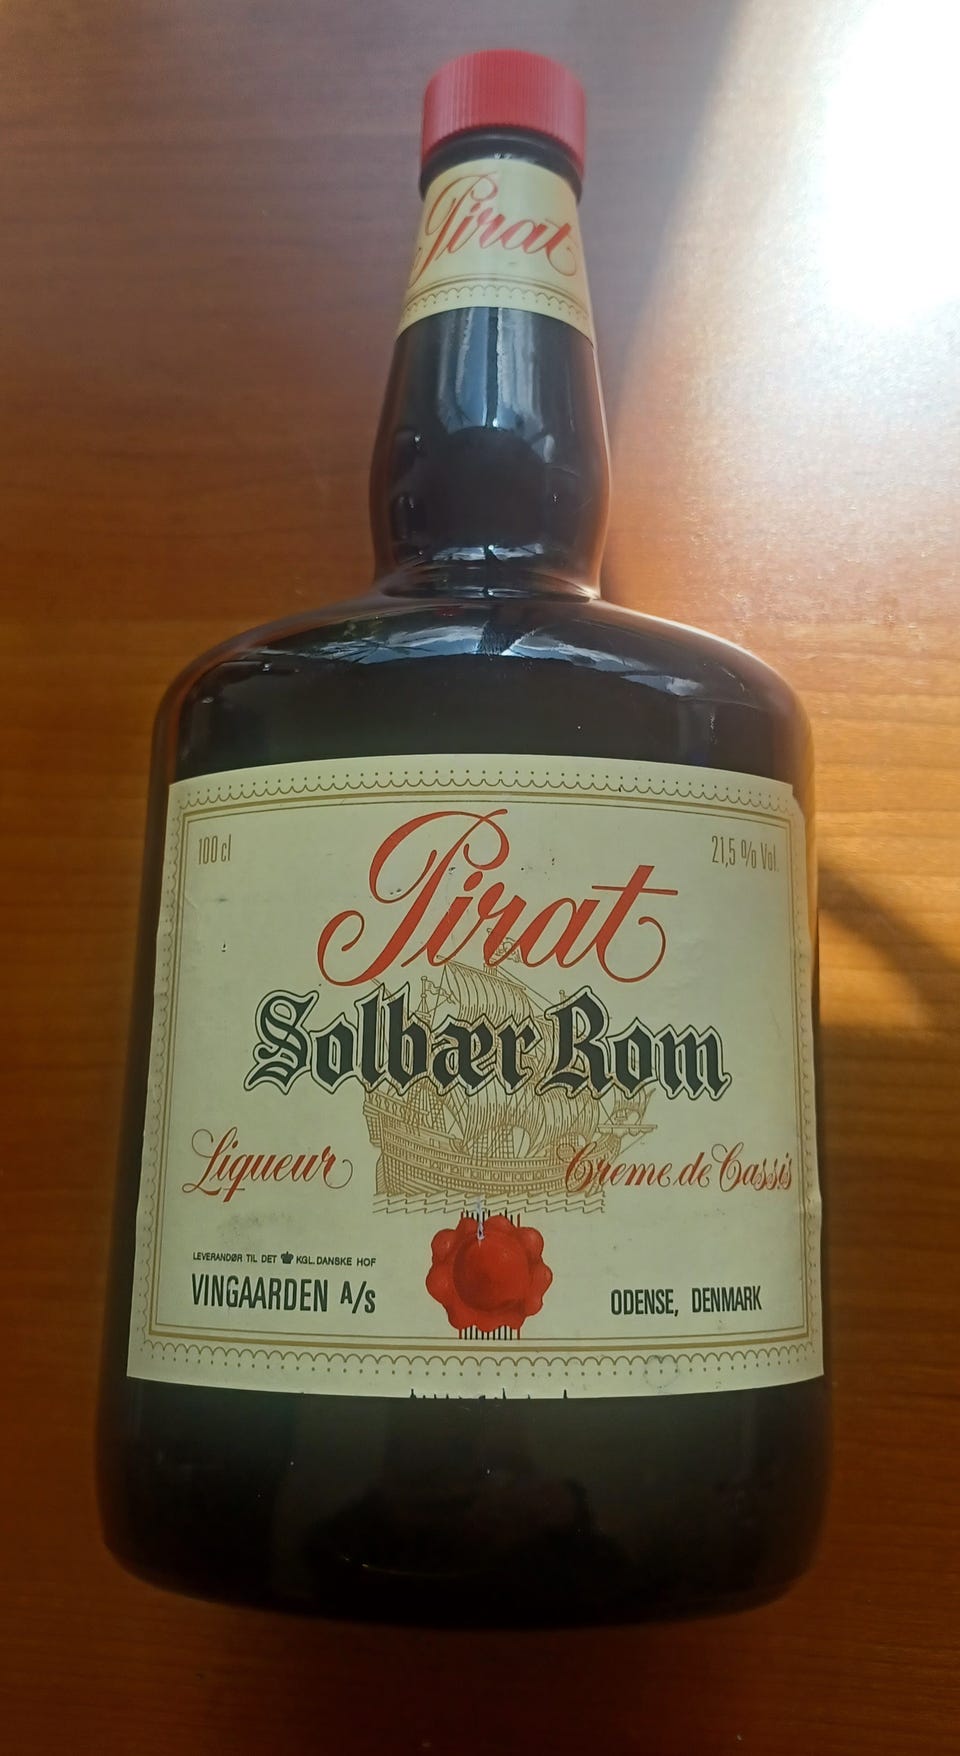 Pirat
100 cl
21,5 % Vol.
Pirat
Solbær Rom
Liqueur
Creme de Cassis
LEVERANDØR TIL DET KGL. DANSKE HOF
VINGAARDEN A/S
ODENSE, DENMARK